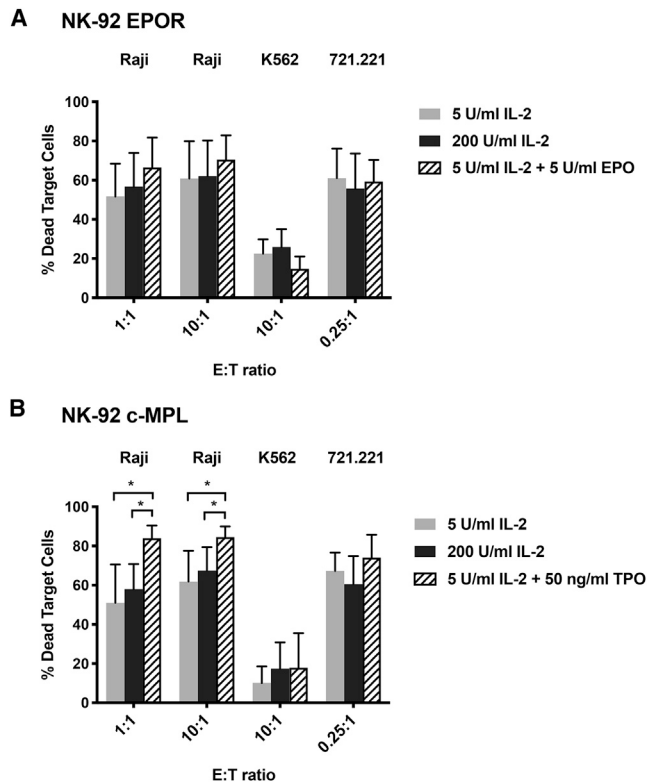 A
NK-92 EPOR
Raji Raji K562 721.221
100
80
60
40
20
0
% Dead Target Cells
1:1 10:1 10:1 0.25:1
E:T ratio
5 U/ml IL-2
200 U/ml IL-2
5 U/ml IL-2 + 5 U/ml EPO
B
NK-92 c-MPL
Raji Raji K562 721.221
* *
* *
100
80
60
40
20
0
% Dead Target Cells
1:1 10:1 10:1 0.25:1
E:T ratio
5 U/ml IL-2
200 U/ml IL-2
5 U/ml IL-2 + 50 ng/ml TPO